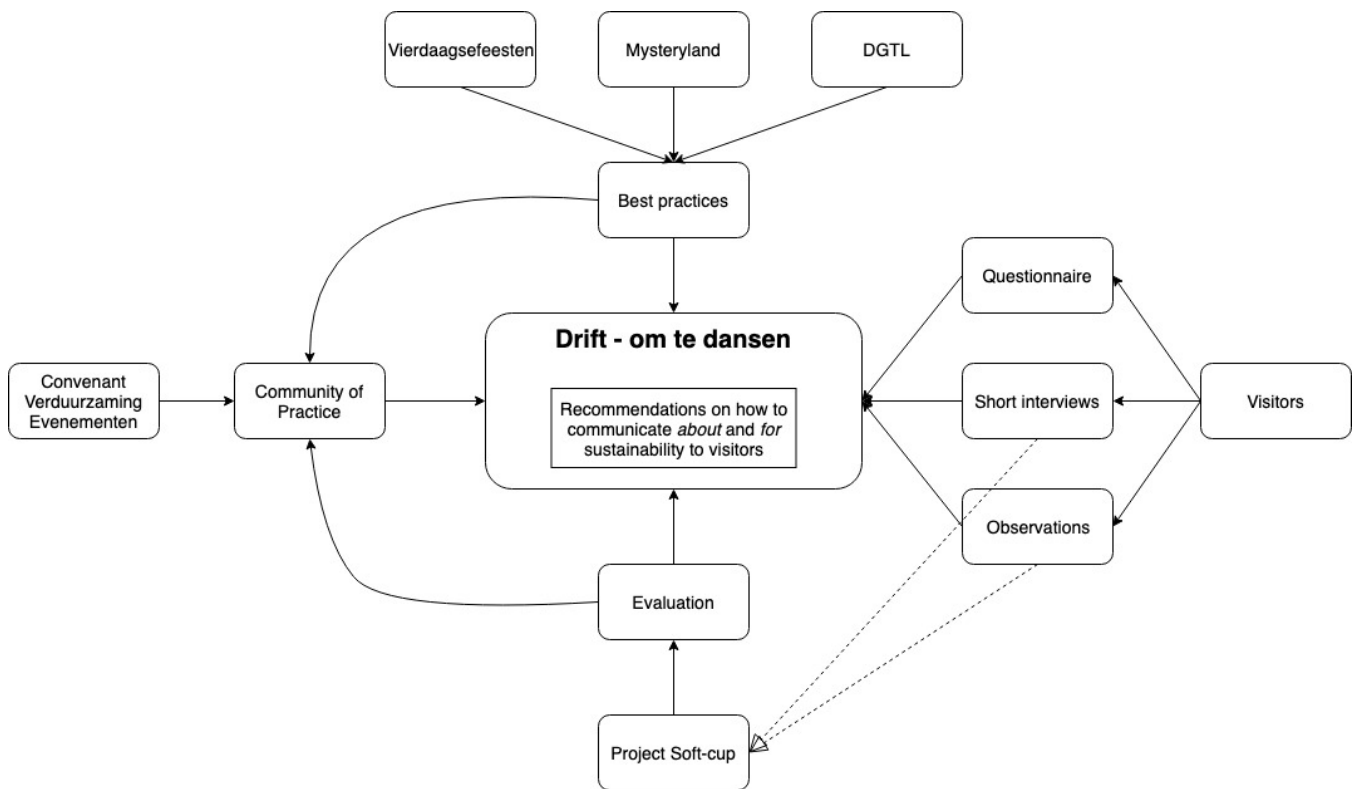 Vierdaagsefeesten
Mysteryland
DGTL
Best practices
Questionnaire
Drift - om te dansen
Convenant
Verduurzaming
Evenementen
Community of
Practice
Recommendations on how to
communicate about and for
sustainability to visitors
Short interviews
Visitors
Observations
Evaluation
Project Soft-cup